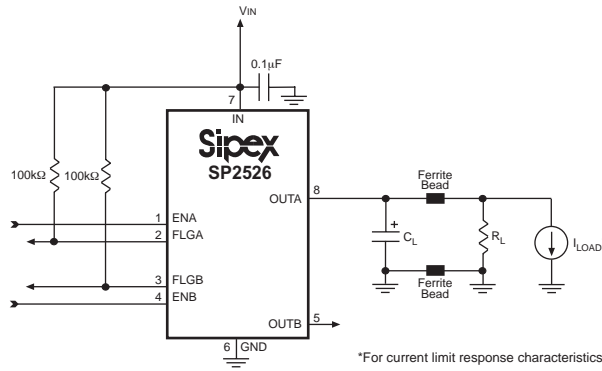 VIN
0.1µF
7
IN
Sipex
SP2526
100kΩ 100kΩ
OUTA
8
Ferrite
Bead
1
ENA
2
FLGA
+
CL
RL
ILOAD
3
FLGB
4
ENB
Ferrite
Bead
OUTB
5
6
GND
*For current limit response characteristics